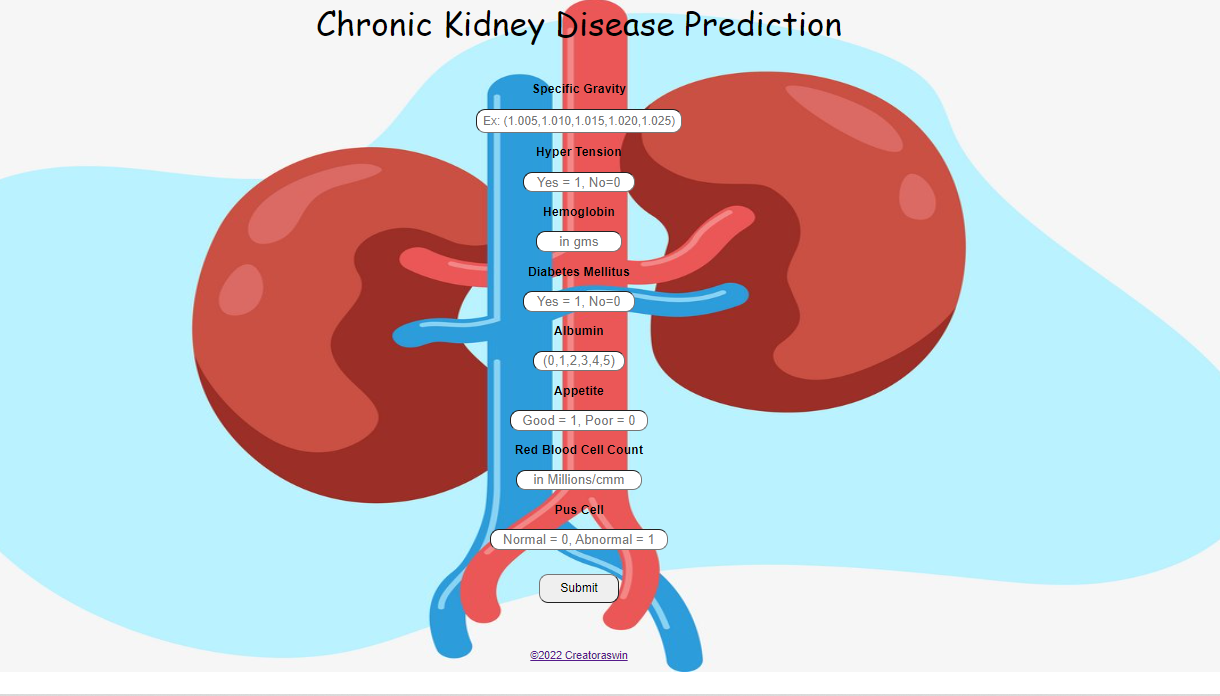 Chronic Kidney Disease Prediction
Specific Gravity
Ex: (1.005,1.010,1.015,1.020,1.025)
Hyper Tension
Yes = 1, No=0
Hemoglobin
in gms
Diabetes Mellitus
Yes = 1, No=0
Albumin
(0,1,2,3,4,5)
Appetite
Good = 1, Poor = 0
Red Blood Cell Count
in Millions/cmm
Pus Cell
Normal = 0, Abnormal = 1
Submit
©2022 Creatoraswin